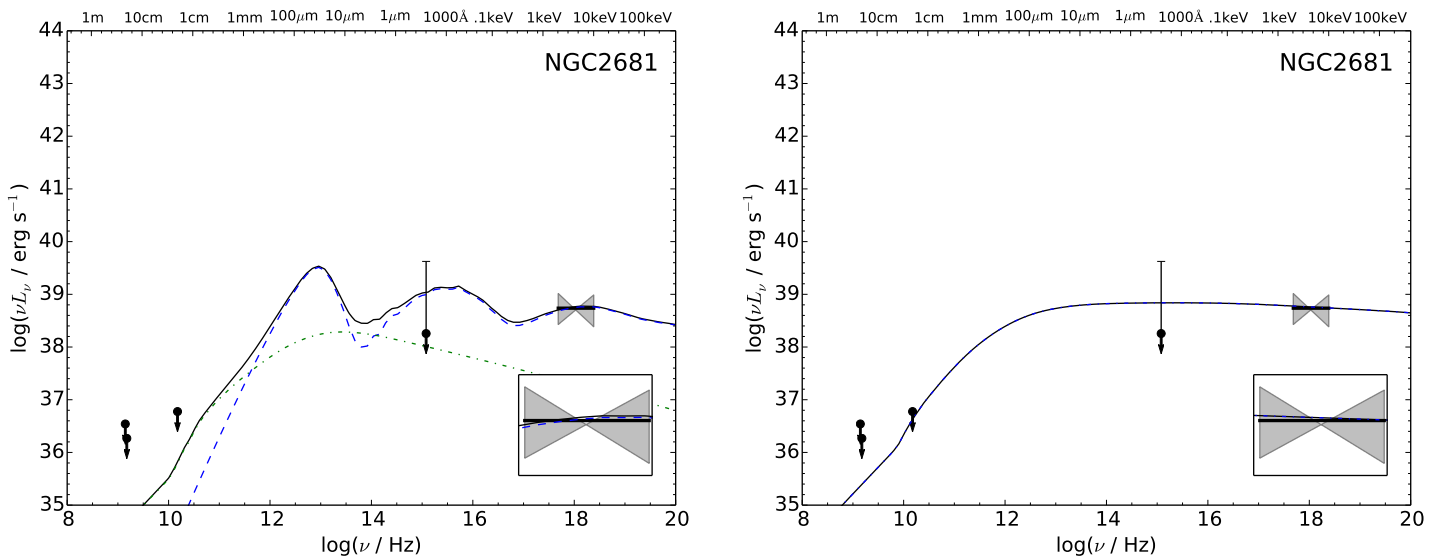 1m 10cm 1cm 1mm 100μm 10μm 1μm 1000Å .1keV 1keV 10keV 100keV
NGC2681
44
43
42
41
40
39
38
37
36
35
log(νLν / erg s⁻¹)
8 10 12 14 16 18 20
log(ν / Hz)
1m 10cm 1cm 1mm 100μm 10μm 1μm 1000Å .1keV 1keV 10keV 100keV
NGC2681
44
43
42
41
40
39
38
37
36
35
log(νLν / erg s⁻¹)
8 10 12 14 16 18 20
log(ν / Hz)